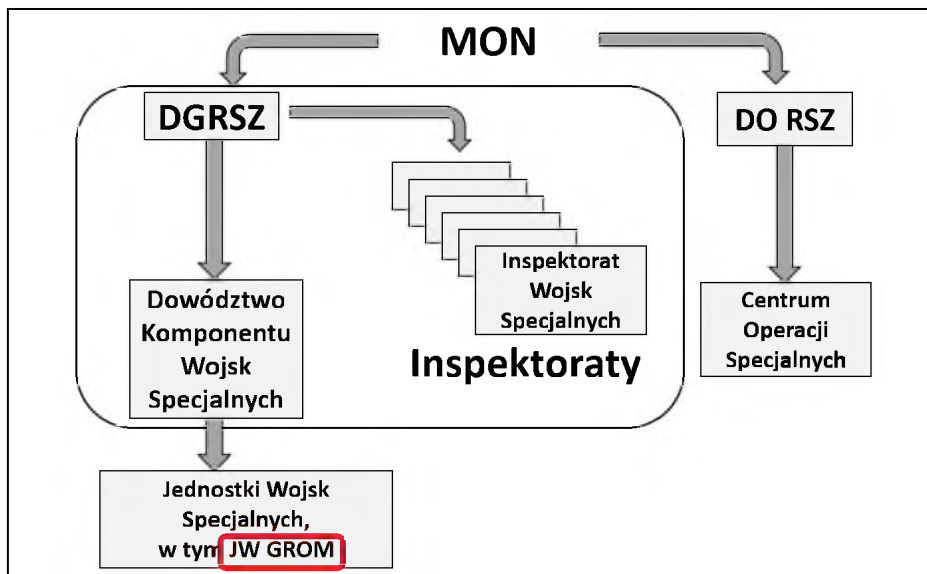 MON
DGRSZ
DO RSZ
Inspektorat
Wojsk
Specjalnych
Inspektoraty
Dowództwo
Komponentu
Wojsk
Specjalnych
Centrum
Operacji
Specjalnych
Jednostki Wojsk
Specjalnych,
w tym JW GROM